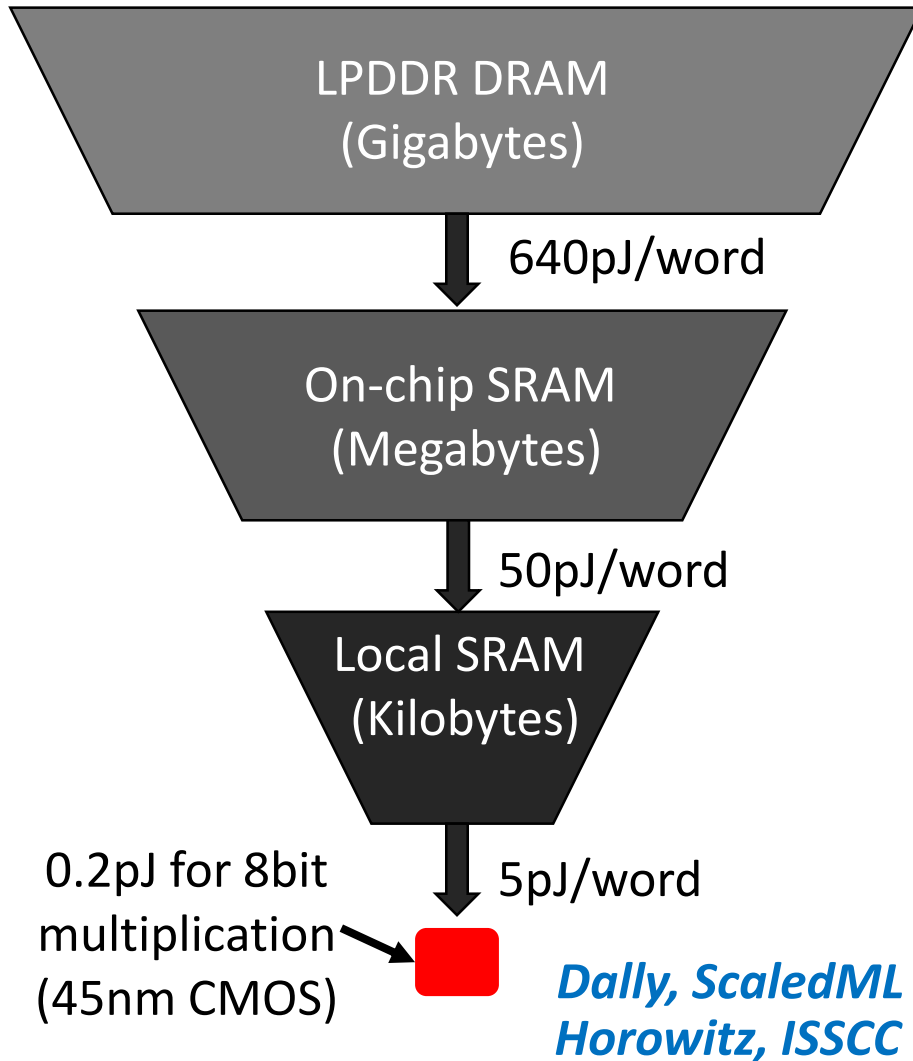 LPDDR DRAM
(Gigabytes)
640pJ/word
On-chip SRAM
(Megabytes)
50pJ/word
Local SRAM
(Kilobytes)
0.2pJ for 8bit
multiplication
(45nm CMOS)
5pJ/word
Dally, ScaledML
Horowitz, ISSCC